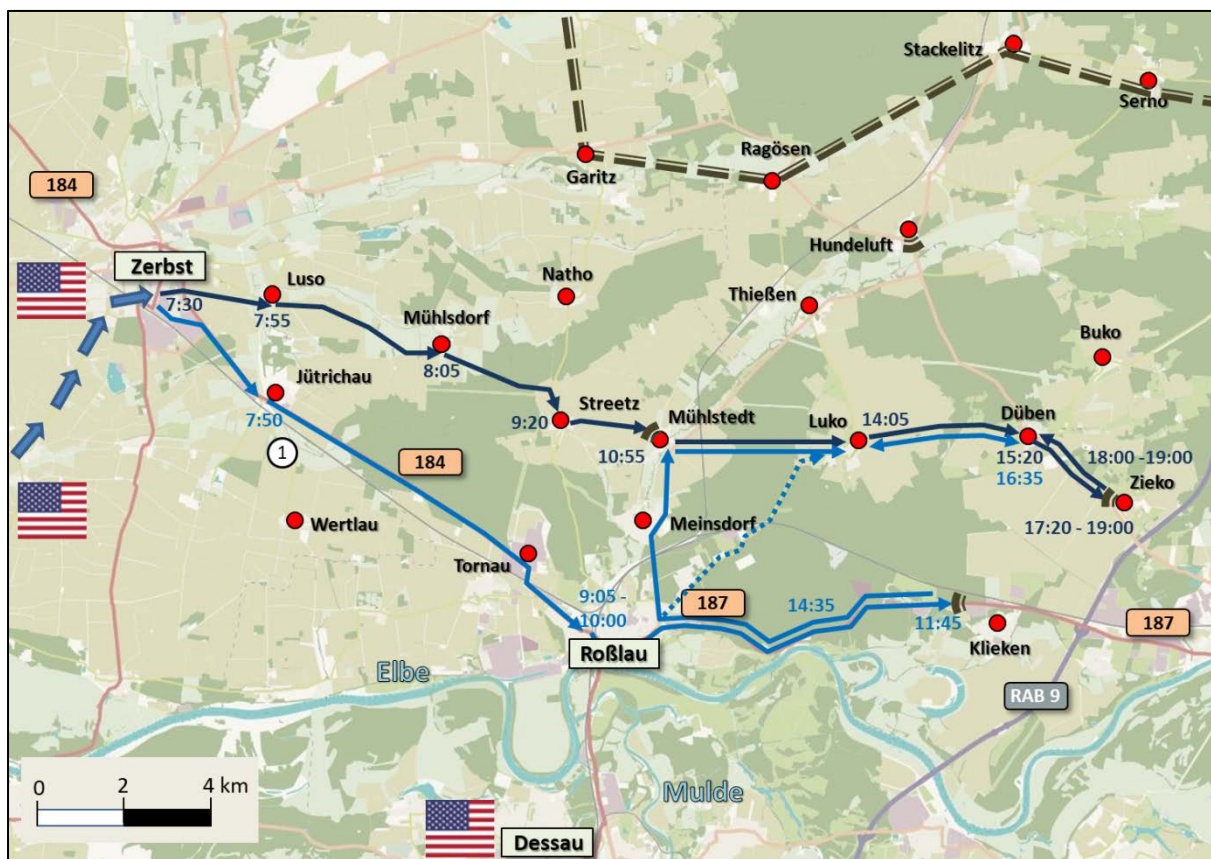 Stackelitz
Serno
Ragösen
Garitz
184
Hundeluft
Zerbst
Luso
Natho
Thießen
7:30
7:55
Mühlsdorf
Buko
8:05
Jütrichau
Streetz
Mühlstedt
Luko
14:05
Düben
7:50
9:20
10:55
15:20
18:00 -19:00
16:35
Zieko
1
184
17:20 - 19:00
Wertlau
Meinsdorf
Tornau
9:05 -
10:00
187
14:35
11:45
187
Klieken
Roßlau
Elbe
RAB 9
0 2 4 km
Mulde
Dessau